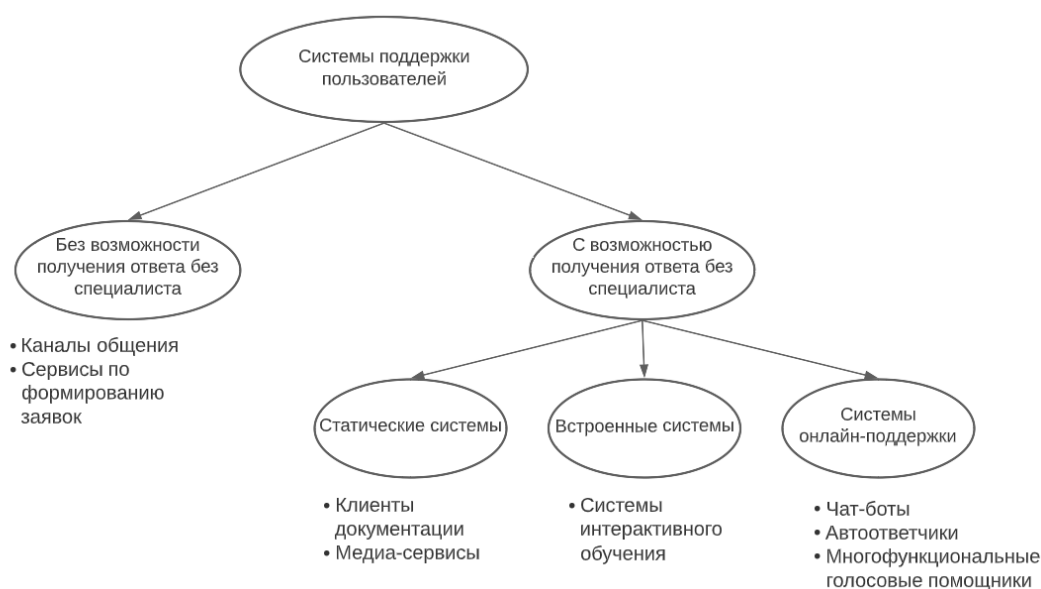 Системы поддержки
пользователей
Без возможности
получения ответа без
специалиста
С возможностью
получения ответа без
специалиста
• Каналы общения
• Сервисы по
формированию
заявок
Статические системы
Встроенные системы
Системы
онлайн-поддержки
• Клиенты
документации
• Медиа-сервисы
• Системы
интерактивного
обучения
• Чат-боты
• Автоответчики
• Многофункциональные
голосовые помощники